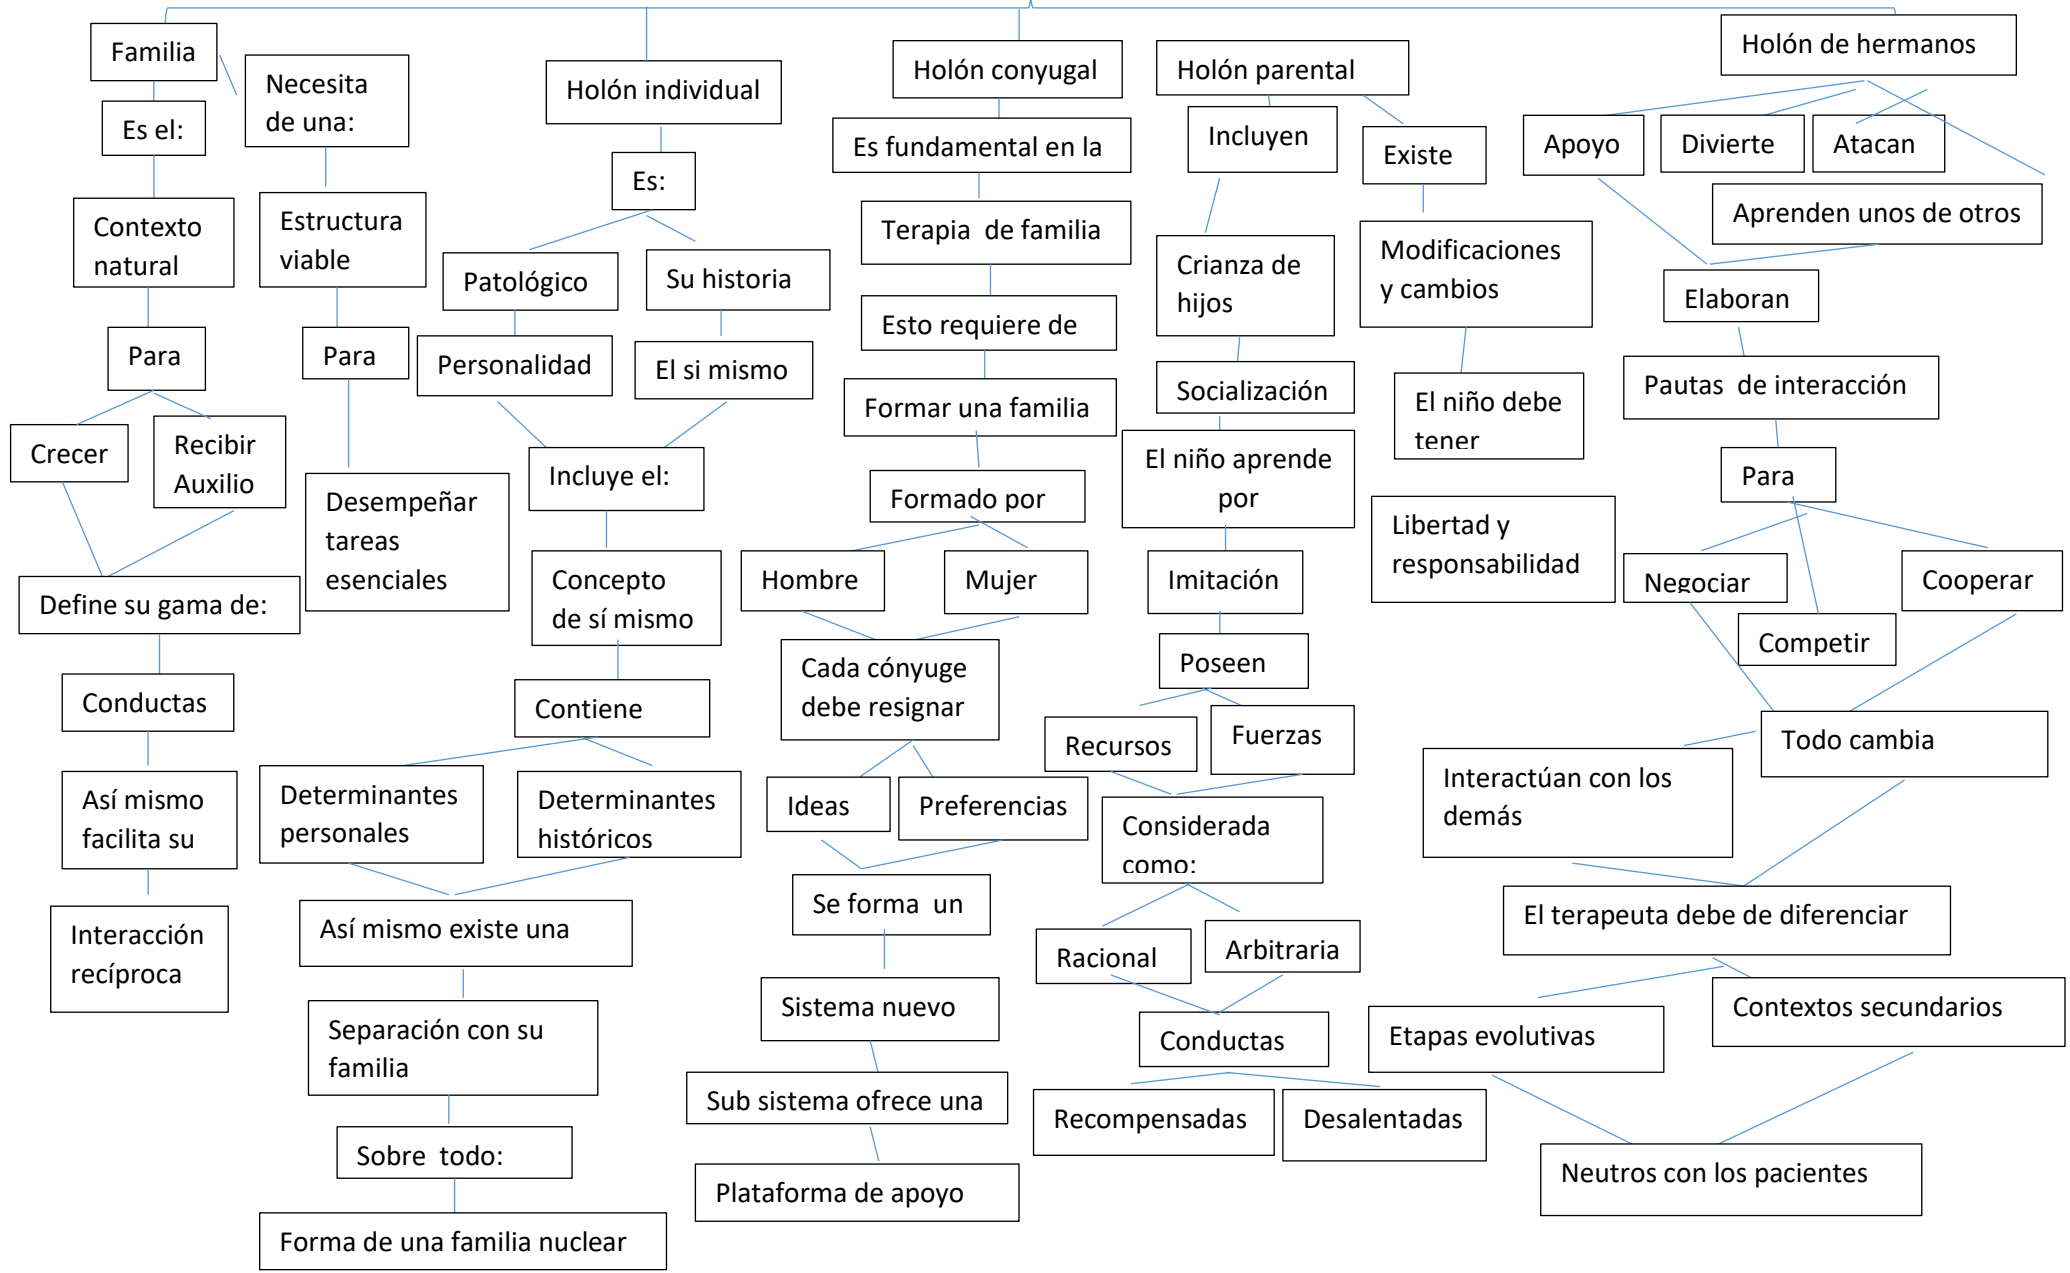 Familia
Es el:
Contexto
natural
Para
Crecer
Recibir
Auxilio
Define su gama de:
Conductas
Así mismo
facilita su
Interacción
recíproca
Necesita
de una:
Estructura
viable
Para
Desempeñar
tareas
esenciales
Holón individual
Es:
Patológico
Su historia
Personalidad
El si mismo
Incluye el:
Concepto
de sí mismo
Contiene
Determinantes
personales
Determinantes
históricos
Así mismo existe una
Separación con su
familia
Sobre todo:
Forma de una familia nuclear
Holón conyugal
Es fundamental en la
Terapia de familia
Esto requiere de
Formar una familia
Formado por
Hombre
Mujer
Cada cónyuge
debe resignar
Ideas
Preferencias
Se forma un
Sistema nuevo
Sub sistema ofrece una
Plataforma de apoyo
Holón parental
Incluyen
Crianza de
hijos
Socialización
El niño aprende
por
Imitación
Poseen
Recursos
Fuerzas
Considerada
como:
Racional
Arbitraria
Conductas
Recompensadas
Desalentadas
Existe
Modificaciones
y cambios
El niño debe
tener
Libertad y
responsabilidad
Holón de hermanos
Apoyo
Divierte
Atacan
Aprenden unos de otros
Elaboran
Pautas de interacción
Para
Negociar
Competir
Cooperar
Todo cambia
Interactúan con los
demás
El terapeuta debe de diferenciar
Etapas evolutivas
Contextos secundarios
Neutros con los pacientes